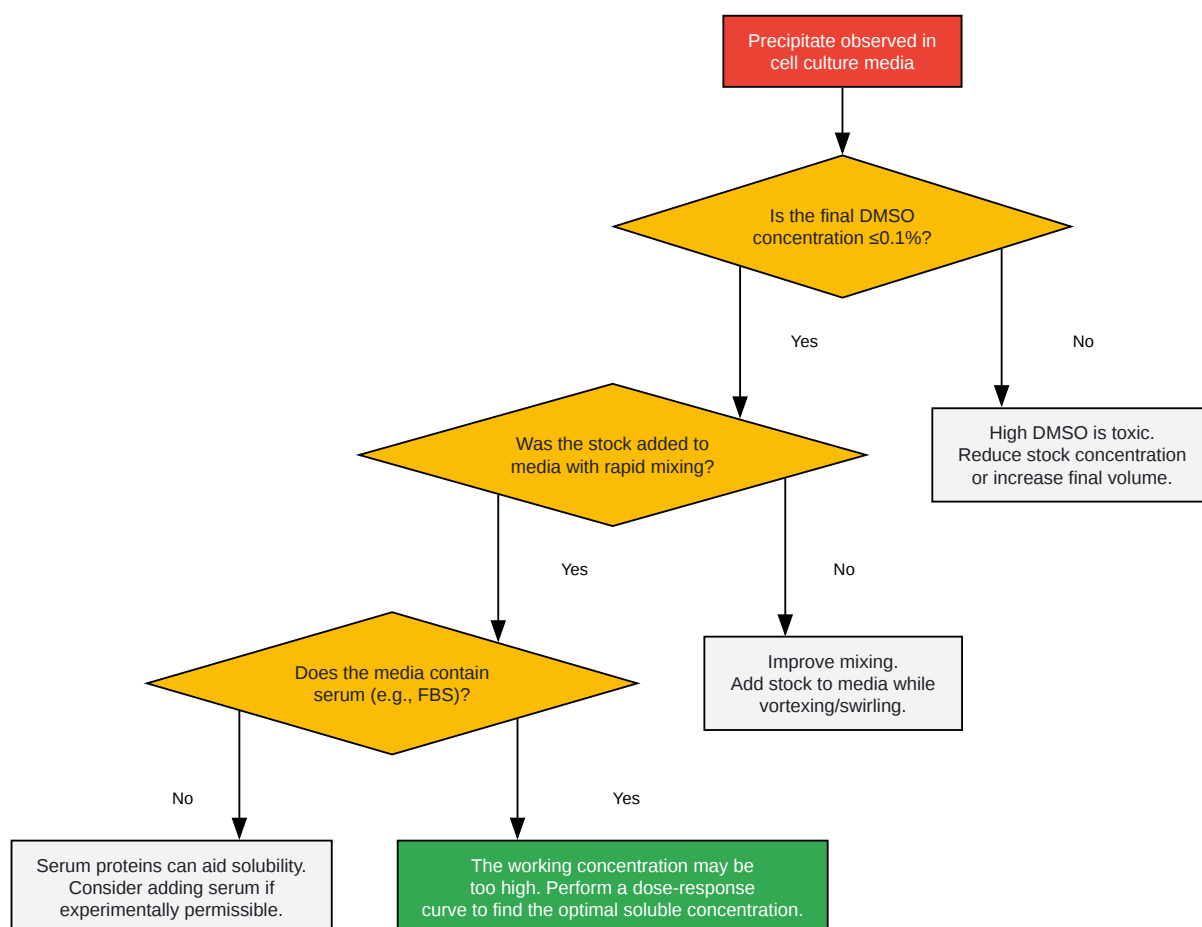 Precipitate observed in
cell culture media
Is the final DMSO
concentration ≤0.1%?
Yes
No
Was the stock added to
media with rapid mixing?
High DMSO is toxic.
Reduce stock concentration
or increase final volume.
Yes
No
Does the media contain
serum (e.g., FBS)?
Improve mixing.
Add stock to media while
vortexing/swirling.
No
Yes
Serum proteins can aid solubility.
Consider adding serum if
experimentally permissible.
The working concentration may be
too high. Perform a dose-response
curve to find the optimal soluble concentration.